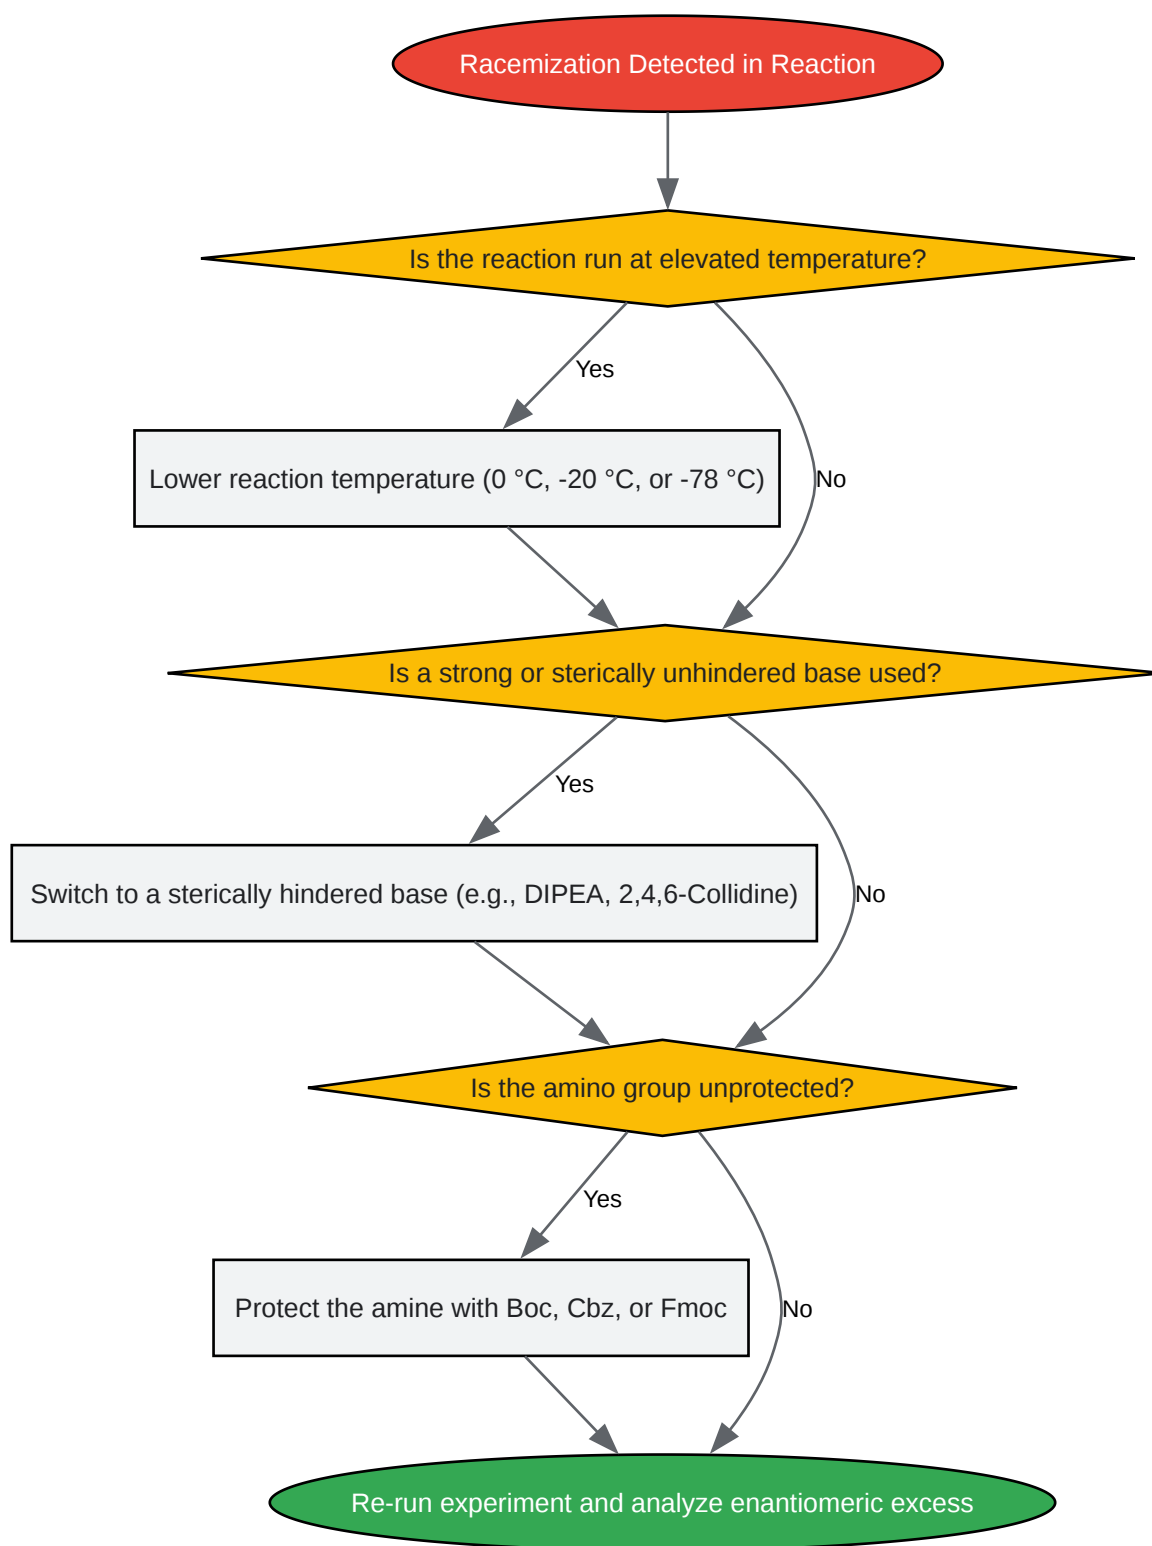 Racemization Detected in Reaction
Is the reaction run at elevated temperature?
Yes
Lower reaction temperature (0 °C, -20 °C, or -78 °C)
No
Is a strong or sterically unhindered base used?
Yes
Switch to a sterically hindered base (e.g., DIPEA, 2,4,6-Collidine)
No
Is the amino group unprotected?
Yes
Protect the amine with Boc, Cbz, or Fmoc
No
Re-run experiment and analyze enantiomeric excess